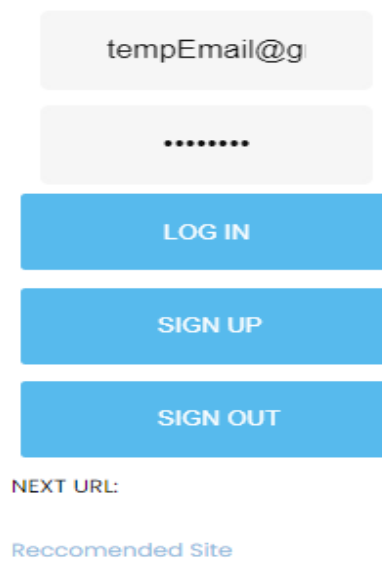 tempEmail@g
••••••••
LOG IN
SIGN UP
SIGN OUT
NEXT URL:
Reccomended Site